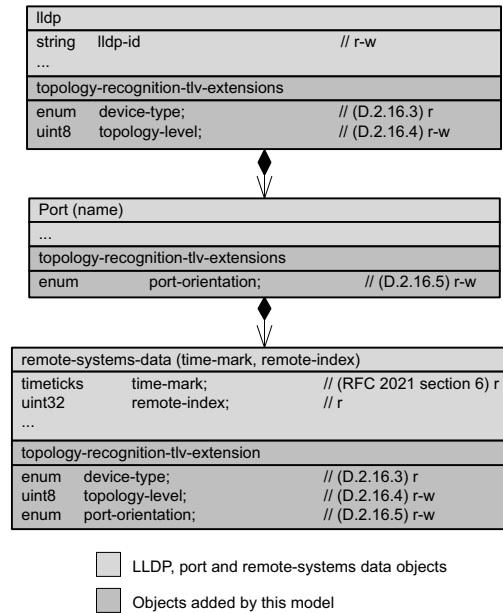 lldp
string lldp-id // r-w
...
topology-recognition-tlv-extensions
enum device-type; // (D.2.16.3) r
uint8 topology-level; // (D.2.16.4) r-w
Port (name)
...
topology-recognition-tlv-extensions
enum port-orientation; // (D.2.16.5) r-w
remote-systems-data (time-mark, remote-index)
timeticks time-mark; // (RFC 2021 section 6) r
uint32 remote-index; // r
...
topology-recognition-tlv-extension
enum device-type; // (D.2.16.3) r
uint8 topology-level; // (D.2.16.4) r-w
enum port-orientation; // (D.2.16.5) r-w
LLDP, port and remote-systems data objects
Objects added by this model